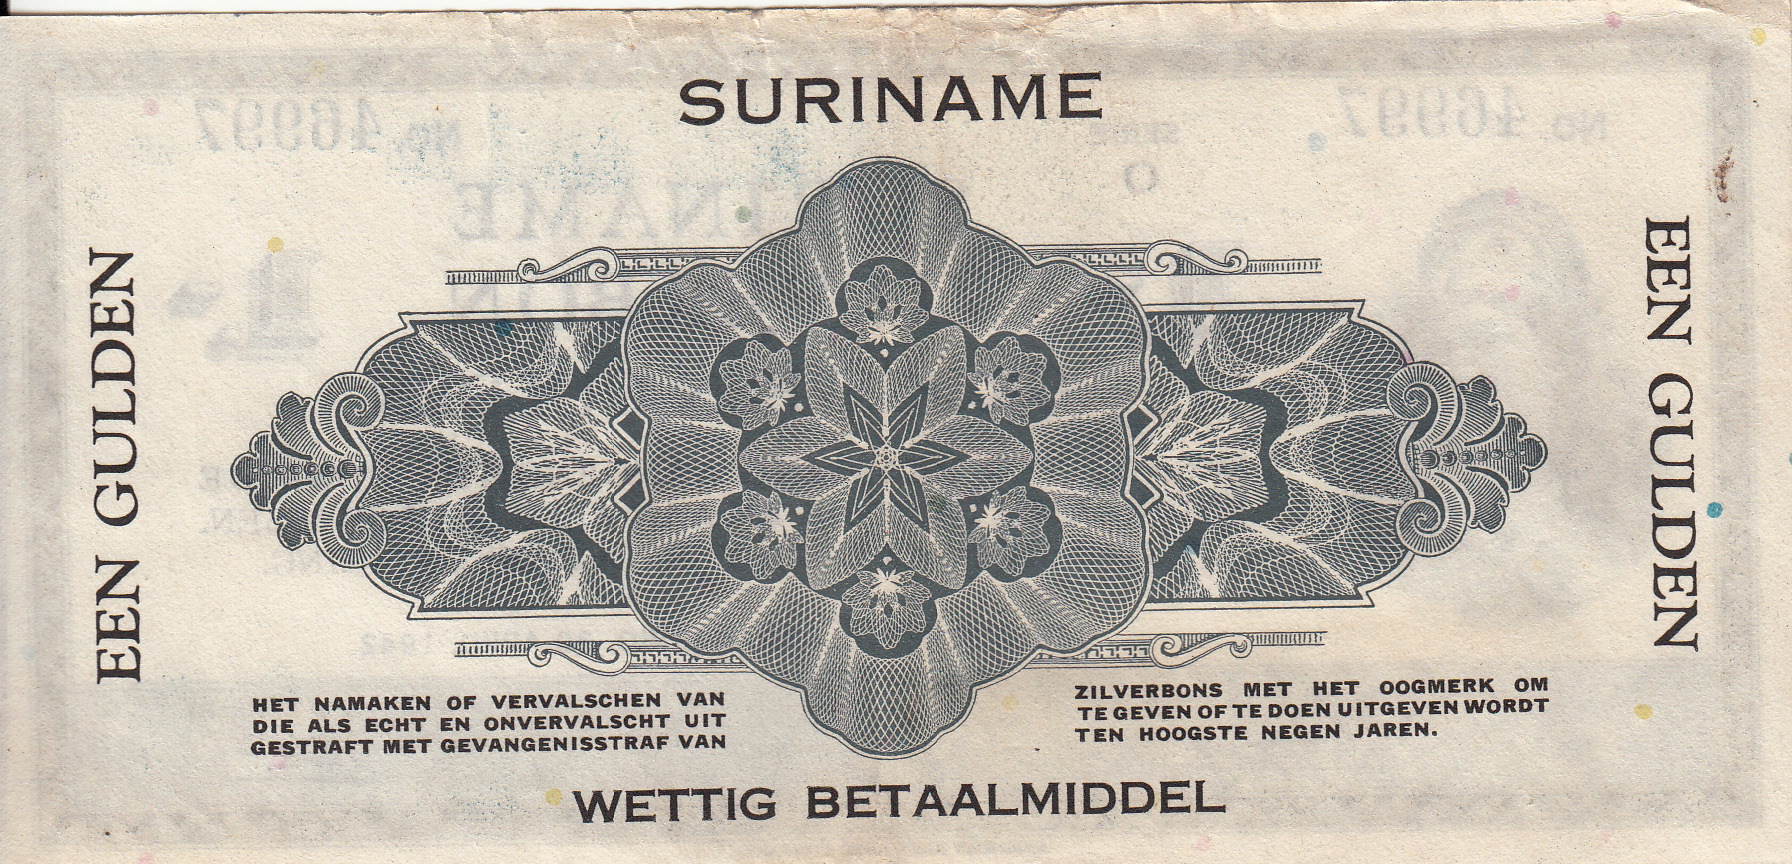 SURINAME
EEN GULDEN
EEN GULDEN
HET NAMAKEN OF VERVALSCHEN VAN
DIE ALS ECHT EN ONVERVALSCHT UIT
GESTRAFT MET GEVANGENISSTRAF VAN
ZILVERBONS MET HET OOGMERK OM
TE GEVEN OF TE DOEN UITGEVEN WORDT
TEN HOOGSTE NEGEN JAREN.
WETTIG BETAALMIDDEL